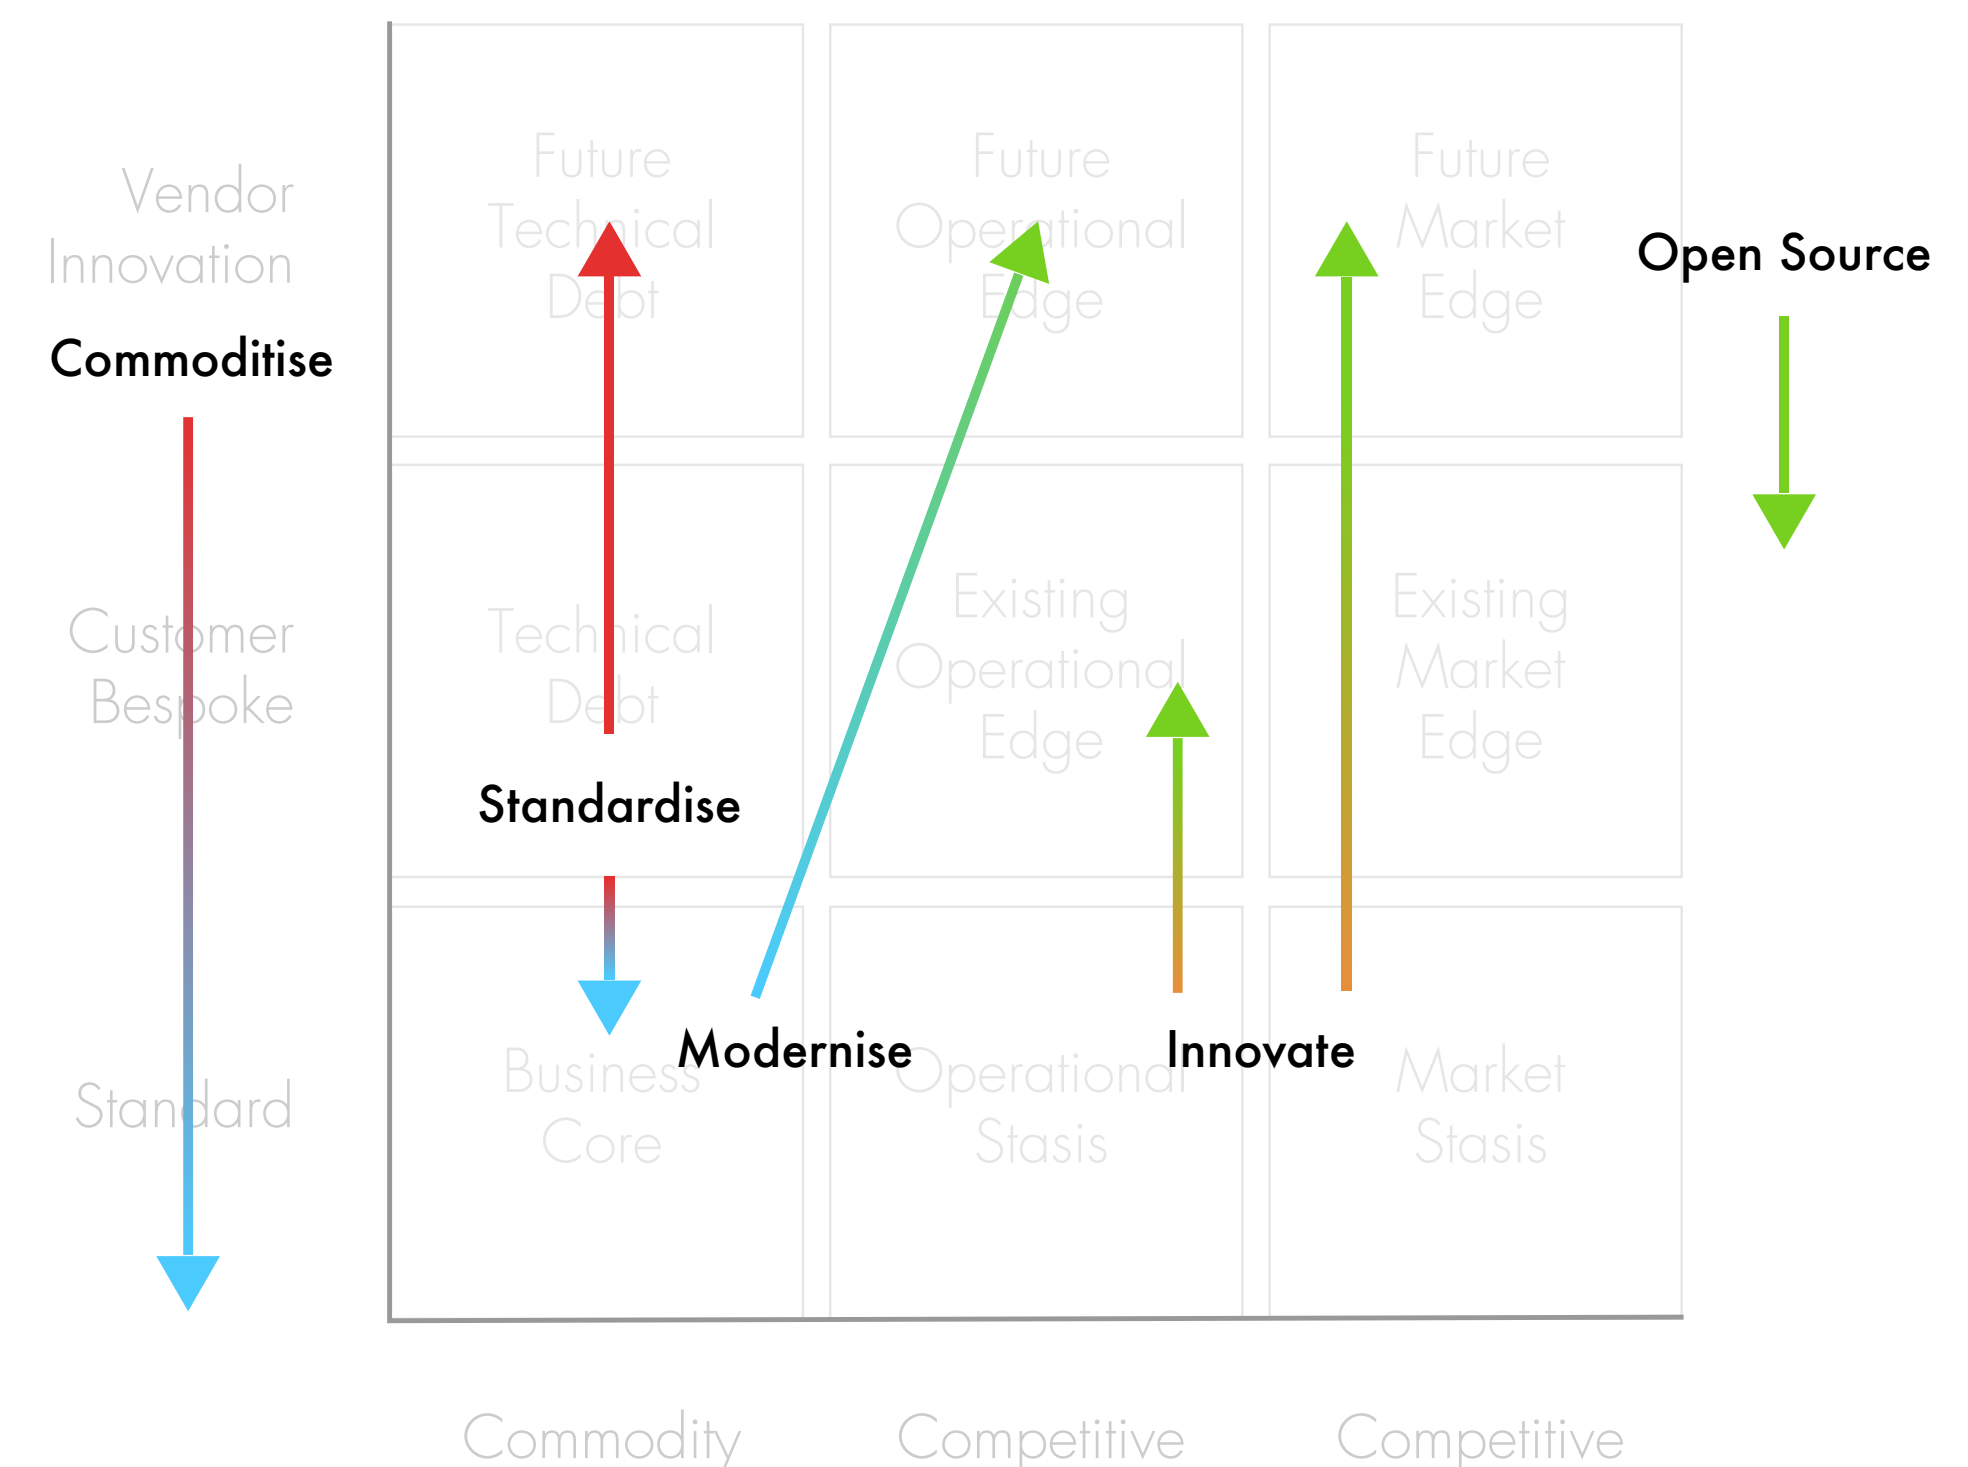 Vendor
Innovation
Commoditise
Customer
Bespoke
Standard
Future
Technical
Debt
Future
Operational
Edge
Future
Market
Edge
Open Source
Technical
Debt
Standardise
Existing
Operational
Edge
Existing
Market
Edge
Business
Core
Modernise
Operational
Stasis
Innovate
Market
Stasis
Commodity
Competitive
Competitive